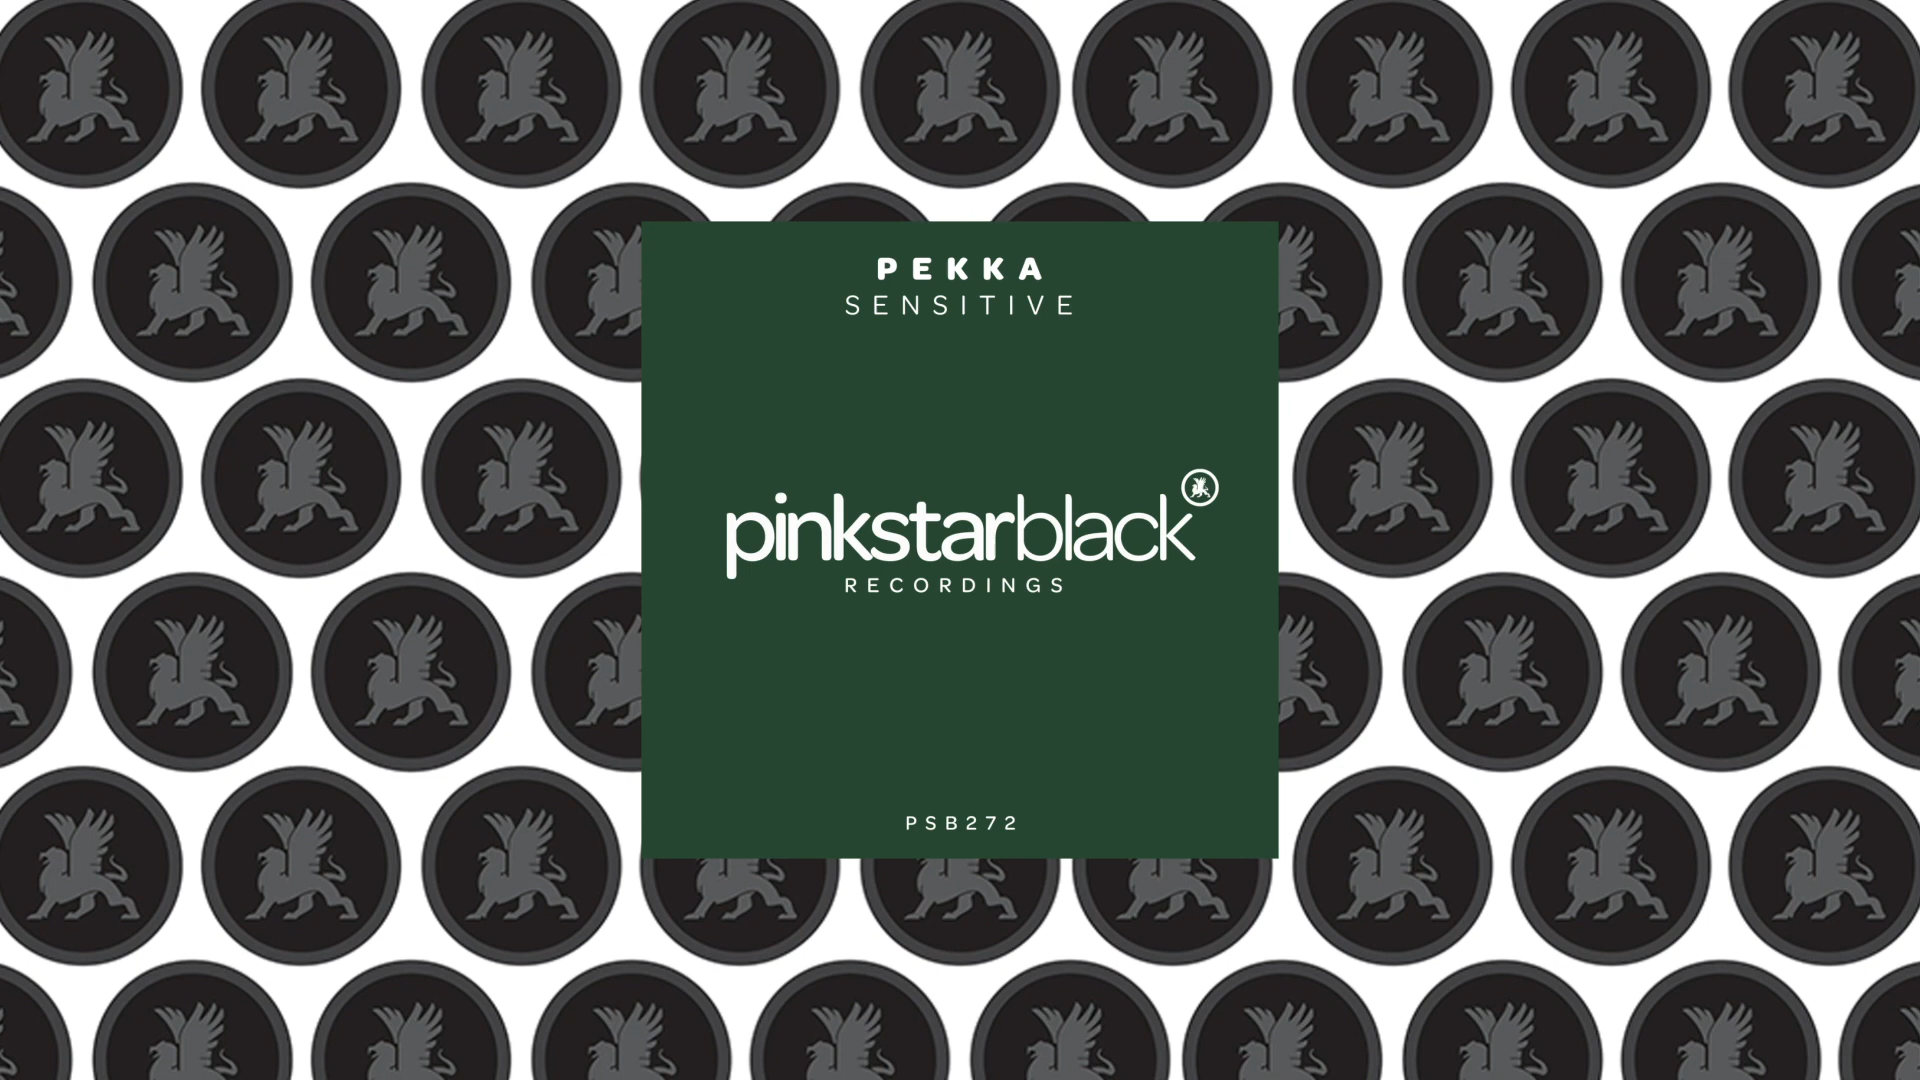 PEKKA
SENSITIVE
pinkstarblack
RECORDINGS
PSB272